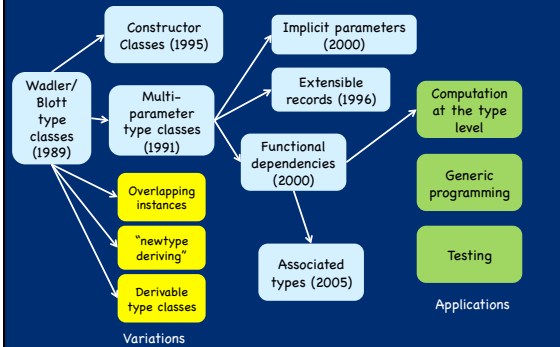 Constructor
Classes (1995)
Implicit parameters
(2000)
Wadler/
Blott
type
classes
(1989)
Multi-
parameter
type classes
(1991)
Extensible
records (1996)
Computation
at the type
level
Functional
dependencies
(2000)
Generic
programming
Overlapping
instances
"newtype
deriving"
Associated
types (2005)
Testing
Derivable
type classes
Applications
Variations